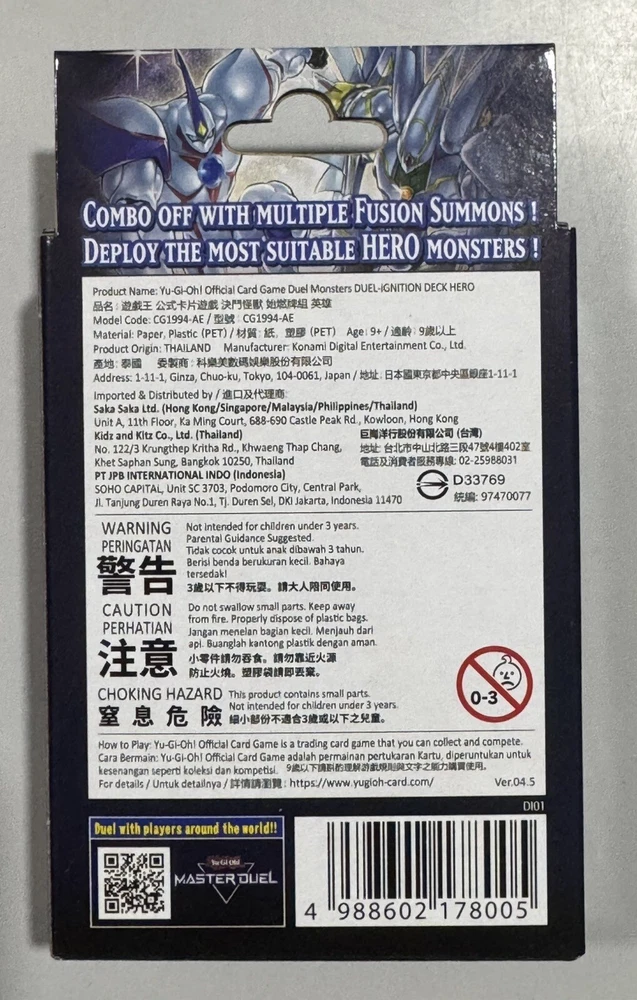 COMBO OFF WITH MULTIPLE FUSION SUMMONS !
DEPLOY THE MOST SUITABLE HERO MONSTERS !
Product Name: Yu-Gi-Oh! Official Card Game Duel Monsters DUEL-IGNITION DECK HERO
品名 : 遊戲王 公式卡片遊戲 決鬥怪獸 始燃牌組 英雄
Model Code: CG1994-AE / 型號 : CG1994-AE
Material: Paper, Plastic (PET) / 材質 : 紙, 塑膠 (PET) Age: 9+ / 適齡 : 9歲以上
Product Origin: THAILAND Manufacturer: Konami Digital Entertainment Co., Ltd.
產地 : 泰國 委製商 : 科樂美數碼娛樂股份有限公司
Address: 1-11-1, Ginza, Chuo-ku, Tokyo, 104-0061, Japan / 地址 : 日本國東京都中央區銀座1-11-1
Imported & Distributed by / 進口及代理商:
Saka Saka Ltd. (Hong Kong/Singapore/Malaysia/Philippines/Thailand)
Unit A, 11th Floor, Ka Ming Court, 688-690 Castle Peak Rd., Kowloon, Hong Kong
Kidz and Kitz Co., Ltd. (Thailand)
No. 122/3 Krungthep Kritha Rd., Khwaeng Thap Chang,
Khet Saphan Sung, Bangkok 10250, Thailand
巨海洋行股份有限公司 (台灣)
地址: 台北市中山北路三段47號4樓402室
電話及消費者服務專線: 02-25988031
PT JPB INTERNATIONAL INDO (Indonesia)
SOHO CAPITAL, Unit SC 3703, Podomoro City, Central Park,
Jl. Tanjung Duren Raya No.1, Tj. Duren Sel, DKI Jakarta, Indonesia 11470
D33769
統編: 97470077
WARNING
PERINGATAN
警告
Not intended for children under 3 years.
Parental Guidance Suggested.
Tidak cocok untuk anak dibawah 3 tahun.
Berisi benda berukuran kecil. Bahaya
tersedak!
3歲以下不得玩耍。請大人陪同使用。
CAUTION
PERHATIAN
注意
Do not swallow small parts. Keep away
from fire. Properly dispose of plastic bags.
Jangan menelan bagian kecil. Menjauh dari
api. Buanglah kantong plastik dengan aman.
小零件請勿吞食。請勿靠近火源
防止火燒。塑膠袋請即丟棄。
CHOKING HAZARD
窒息危險
This product contains small parts.
Not intended for children under 3 years.
細小部份不適合3歲或以下之兒童。
0-3
How to Play: Yu-Gi-Oh! Official Card Game is a trading card game that you can collect and compete.
Cara Bermain: Yu-Gi-Oh! Official Card Game adalah permainan pertukaran Kartu, diperuntukan untuk
kesenangan seperti koleksi dan kompetisi. 9歲以下請斟酌理解遊戲規則與文字之能力購買使用。
For details / Untuk detailnya / 詳情請瀏覽 : https://www.yugioh-card.com/ Ver.04.5
DI01
Duel with players around the world!!
Yu-Gi-Oh!
MASTER DUEL
4 988602 178005